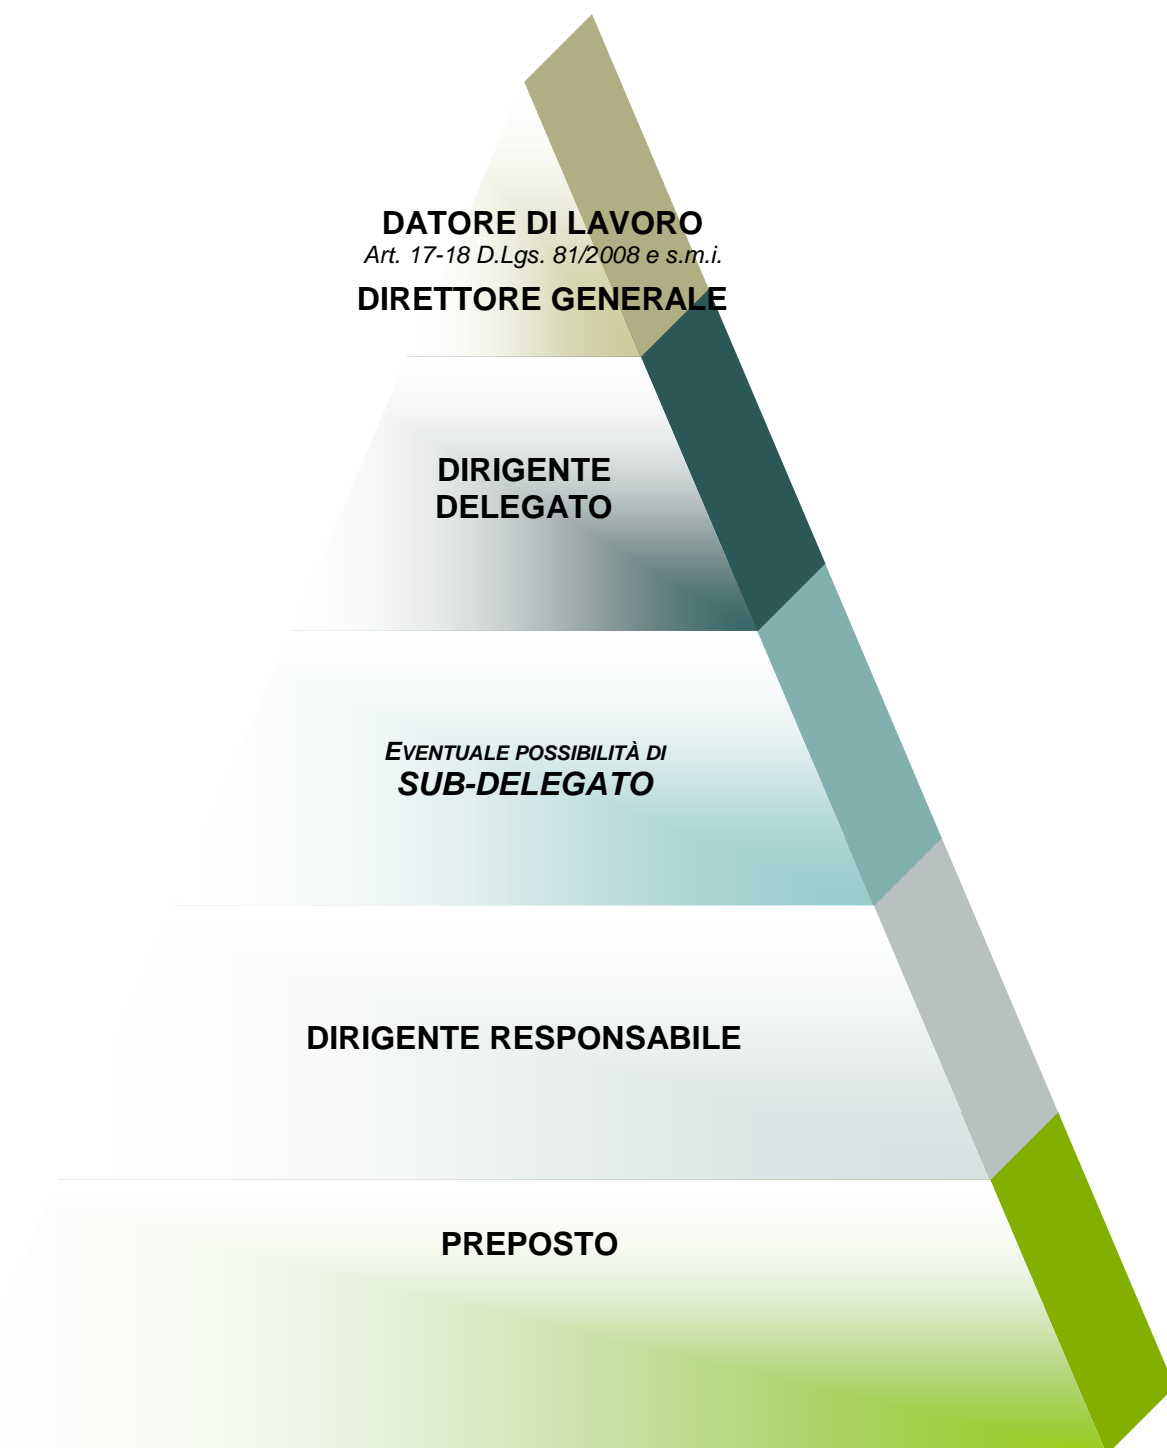 DATORE DI LAVORO
Art. 17-18 D.Lgs. 81/2008 e s.m.i.
DIRETTORE GENERALE
DIRIGENTE
DELEGATO
EVENTUALE POSSIBILITÀ DI
SUB-DELEGATO
DIRIGENTE RESPONSABILE
PREPOSTO